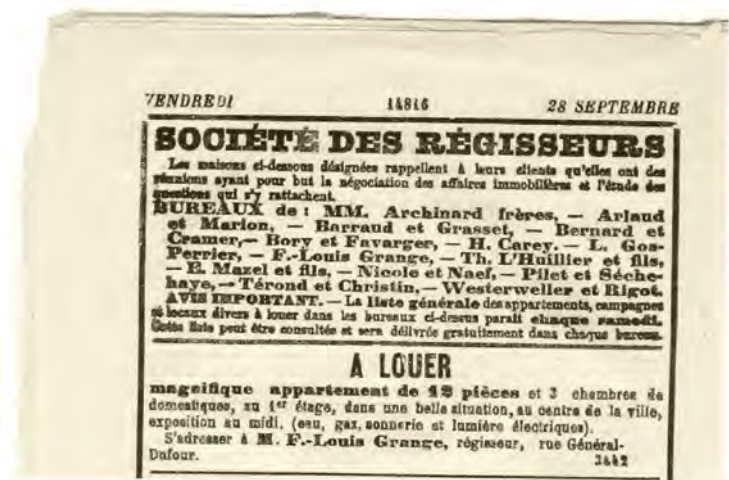 VENDREDI 14816 28 SEPTEMBRE
SOCIÉTÉ DES RÉGISSEURS
Les maisons ci-dessous désignées rappellent à leurs clients qu'elles ont des
réunions ayant pour but la négociation des affaires immobilières et l'étude des
questions qui s'y rattachent.
BUREAUX de : MM. Archinard frères, — Arlaud
et Marion, — Barraud et Grasset, — Bernard et
Cramer, — Bory et Favarger, — H. Carey. — L. Gos-
Perrier, — F.-Louis Grange, — Th. L'Huillier et fils,
— E. Mazel et fils, — Nicole et Naef, — Pilet et Séche-
haye, — Térond et Christin, — Westerweller et Rigot.
AVIS IMPORTANT. — La liste générale des appartements, campagnes
et locaux divers à louer dans les bureaux ci-dessus paraît chaque samedi.
Cette liste peut être consultée et sera délivrée gratuitement dans chaque bureau.
A LOUER
magnifique appartement de 12 pièces et 3 chambres de
domestiques, au 1er étage, dans une belle situation, au centre de la ville,
exposition au midi, (eau, gaz, sonnerie et lumière électriques).
S'adresser à M. F.-Louis Grange, régisseur, rue Général-
Dufour. 3442